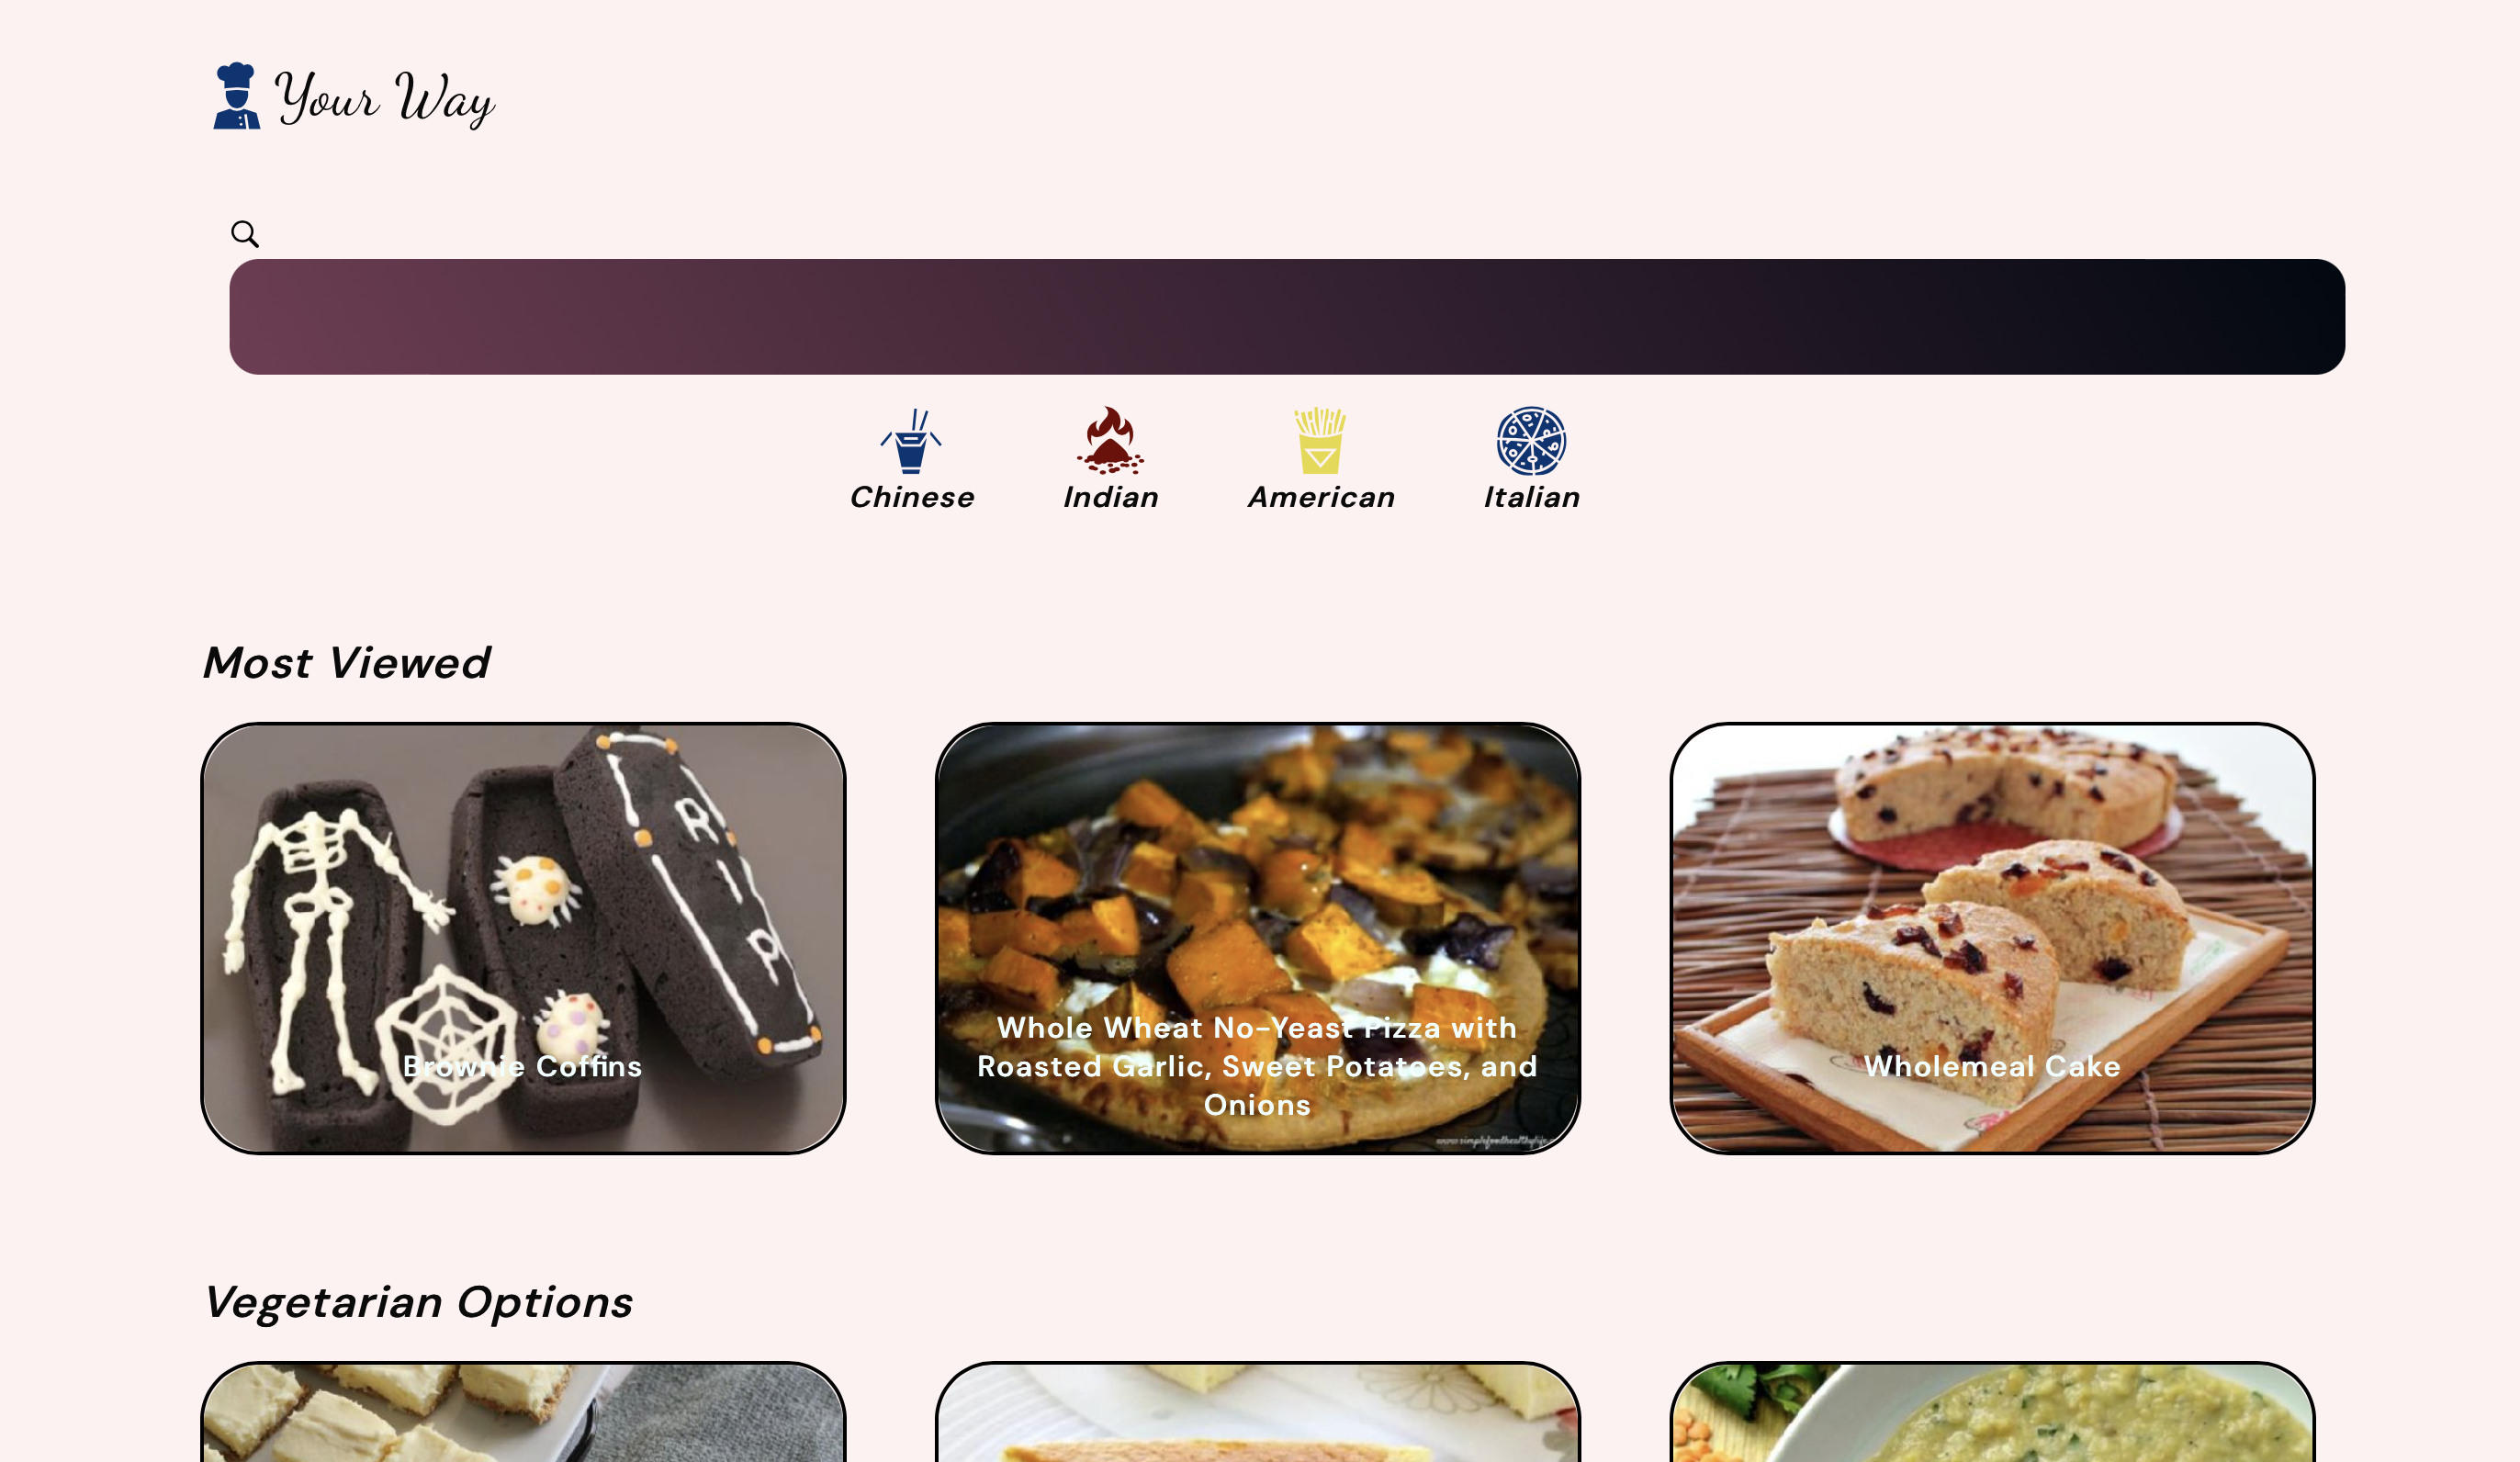 Your Way
Chinese
Indian
American
Italian
Most Viewed
RIP
Brownie Coffins
Whole Wheat No-Yeast Pizza with
Roasted Garlic, Sweet Potatoes, and
Onions
Wholemeal Cake
Vegetarian Options